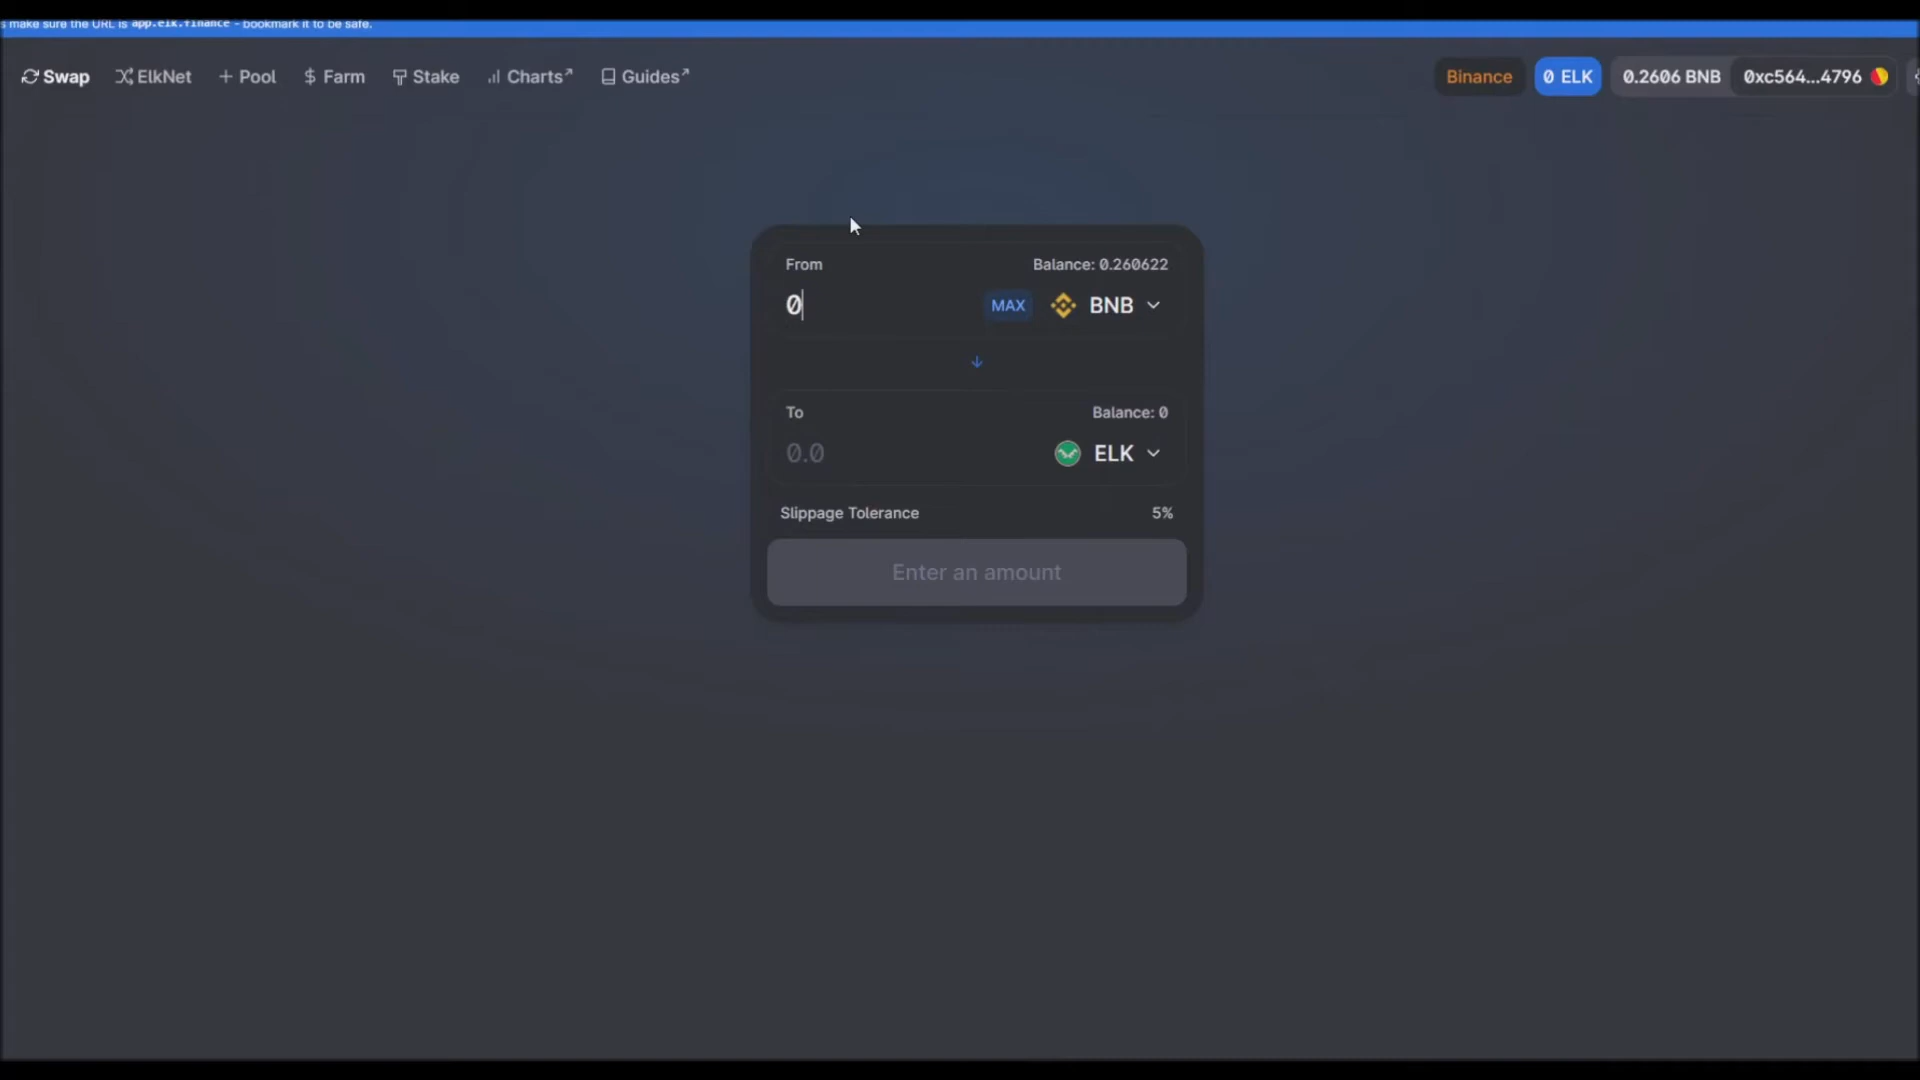 s make sure the URL is app.elk.finance - bookmark it to be safe.
Swap ElkNet + Pool $ Farm Stake Charts↗ Guides↗ Binance 0 ELK 0.2606 BNB 0xc564...4796
From Balance: 0.260622
0 MAX BNB
To Balance: 0
0.0 ELK
Slippage Tolerance 5%
Enter an amount